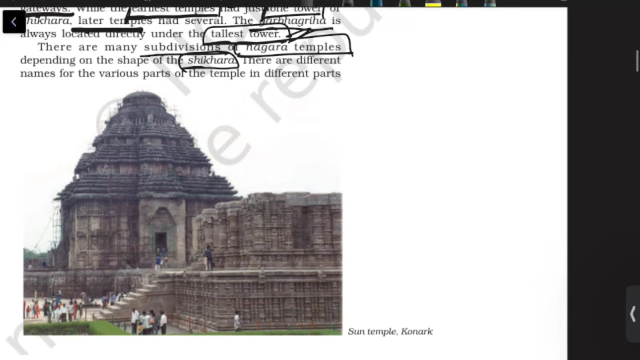 gateways. While the earliest temples had just one tower or
shikhara, later temples had several. The garbhagriha is
always located directly under the tallest tower.
There are many subdivisions of nagara temples
depending on the shape of the shikhara. There are different
names for the various parts of the temple in different parts
Sun temple, Konark